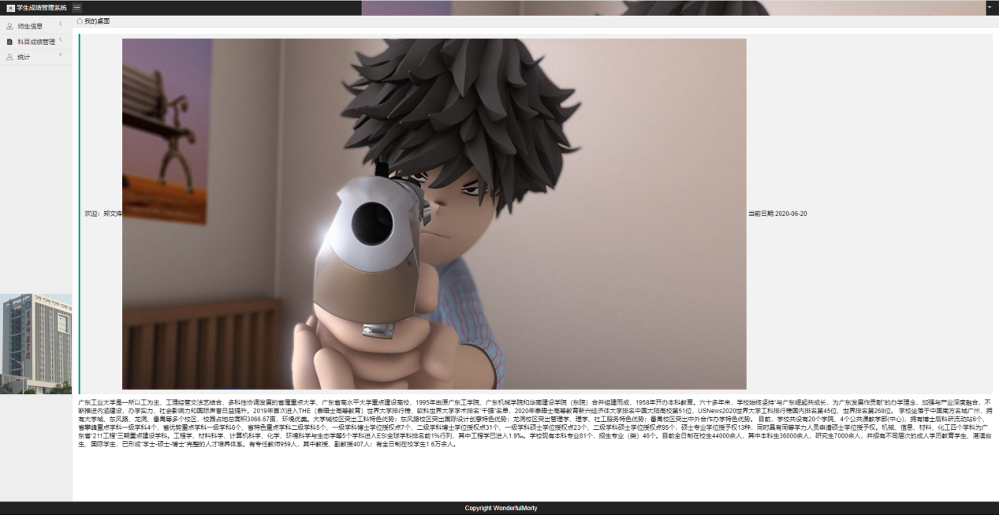 学生成绩管理系统
师生信息
科目成绩管理
统计
我的桌面
欢迎：郑文烽
当前日期:2020-06-20
广东工业大学是一所以工为主、工理经管文法艺结合、多科性协调发展的省属重点大学、广东省高水平大学重点建设高校，1995年由原广东工学院、广东机械学院和华南建设学院（东院）合并组建而成，1958年开办本科教育。六十多年来，学校始终坚持“与广东崛起共成长、为广东发展作贡献”的办学理念，加强与产业深度融合，不
断推进内涵建设，办学实力、社会影响力和国际声誉日益提升。2019年首次进入THE（泰晤士高等教育）世界大学排行榜、软科世界大学学术排名“千强”名单，2020年泰晤士高等教育新兴经济体大学排名中国大陆高校第51位，USNews2020世界大学工科排行榜国内排名第45位、世界排名第268位。 学校坐落于中国南方名城广州，拥
有大学城、东风路、龙洞、番禺等多个校区，校园占地总面积3066.67亩，环境优美。大学城校区突出工科特色优势；东风路校区突出国际设计创意特色优势；龙洞校区突出管理学、理学、社工服务特色优势；番禺校区突出中外合作办学特色优势。 目前，学校共设有20个学院、4个公共课教学部(中心)，拥有博士后科研流动站6个、
省攀峰重点学科一级学科4个、省优势重点学科一级学科6个、省特色重点学科二级学科5个、一级学科博士学位授权点7个、二级学科博士学位授权点31个、一级学科硕士学位授权点23个、二级学科硕士学位授权点95个，硕士专业学位授予权13种，同时具有同等学力人员申请硕士学位授予权。机械、信息、材料、化工四个学科为广
东省“211工程”三期重点建设学科。工程学、材料科学、计算机科学、化学、环境科学与生态学等5个学科进入ESI全球学科排名前1%行列，其中工程学已进入1.9‰。学校现有本科专业81个，招生专业（类）46个。目前全日制在校生44000余人，其中本科生36000余人，研究生7000余人，并招有不同层次的成人学历教育学生、港澳台
生、国际学生，已形成“学士-硕士-博士”完整的人才培养体系。有专任教师959人，其中教授、副教授407人；有全日制在校学生1.6万余人。
Copyright WonderfulMorty